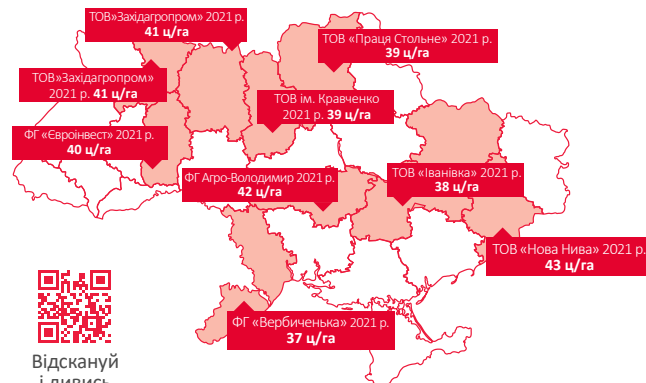 ТОВ»Західагропром» 2021 р.
41 ц/га
ТОВ «Праця Стольне» 2021 р.
39 ц/га
ТОВ»Західагропром»
2021 р. 41 ц/га
ТОВ ім. Кравченко
2021 р. 39 ц/га
ФГ «Євроінвест» 2021 р.
40 ц/га
ФГ Агро-Володимир 2021 р.
42 ц/га
ТОВ «Іванівка» 2021 р.
38 ц/га
ТОВ «Нова Нива» 2021 р.
43 ц/га
ФГ «Вербиченька» 2021 р.
37 ц/га
Відскануй
і дивись